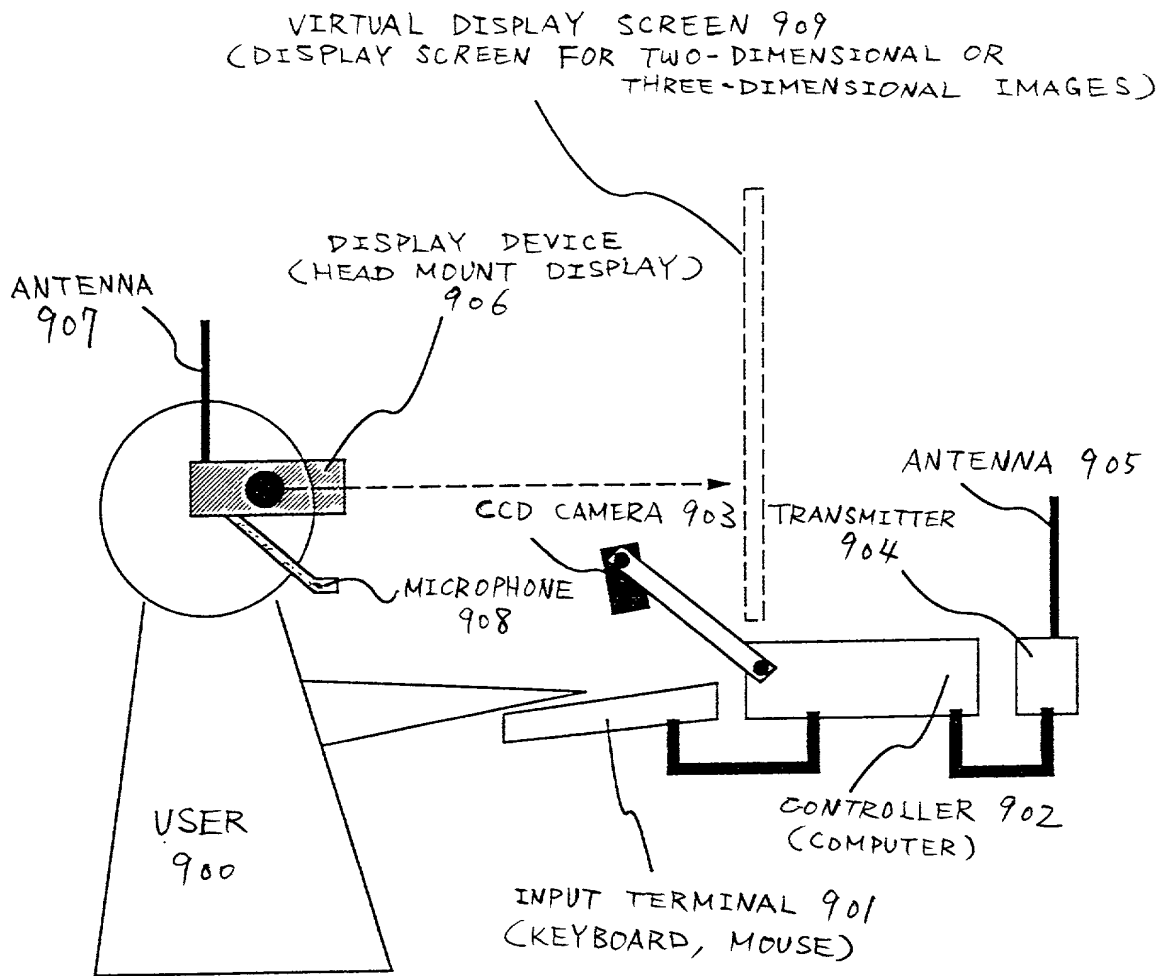 VIRTUAL DISPLAY SCREEN 909
(DISPLAY SCREEN FOR TWO-DIMENSIONAL OR
THREE-DIMENSIONAL IMAGES)
DISPLAY DEVICE
(HEAD MOUNT DISPLAY)
906
ANTENNA
907
ANTENNA 905
CCD CAMERA 903
TRANSMITTER
904
MICROPHONE
908
CONTROLLER 902
(COMPUTER)
USER
900
INPUT TERMINAL 901
(KEYBOARD, MOUSE)